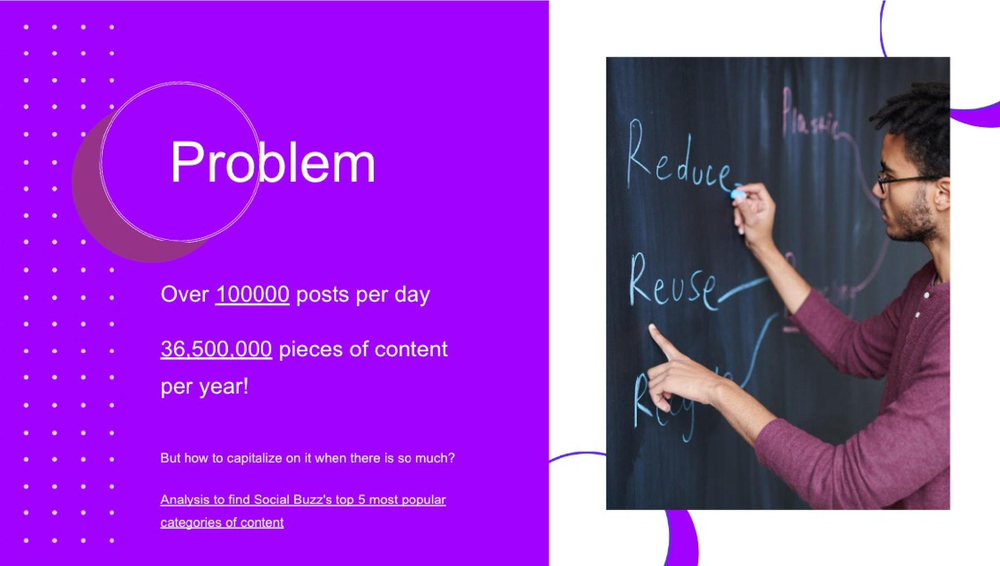 Problem
Over 100000 posts per day
36,500,000 pieces of content
per year!
But how to capitalize on it when there is so much?
Analysis to find Social Buzz's top 5 most popular
categories of content
Plastic
Reduce
Reuse